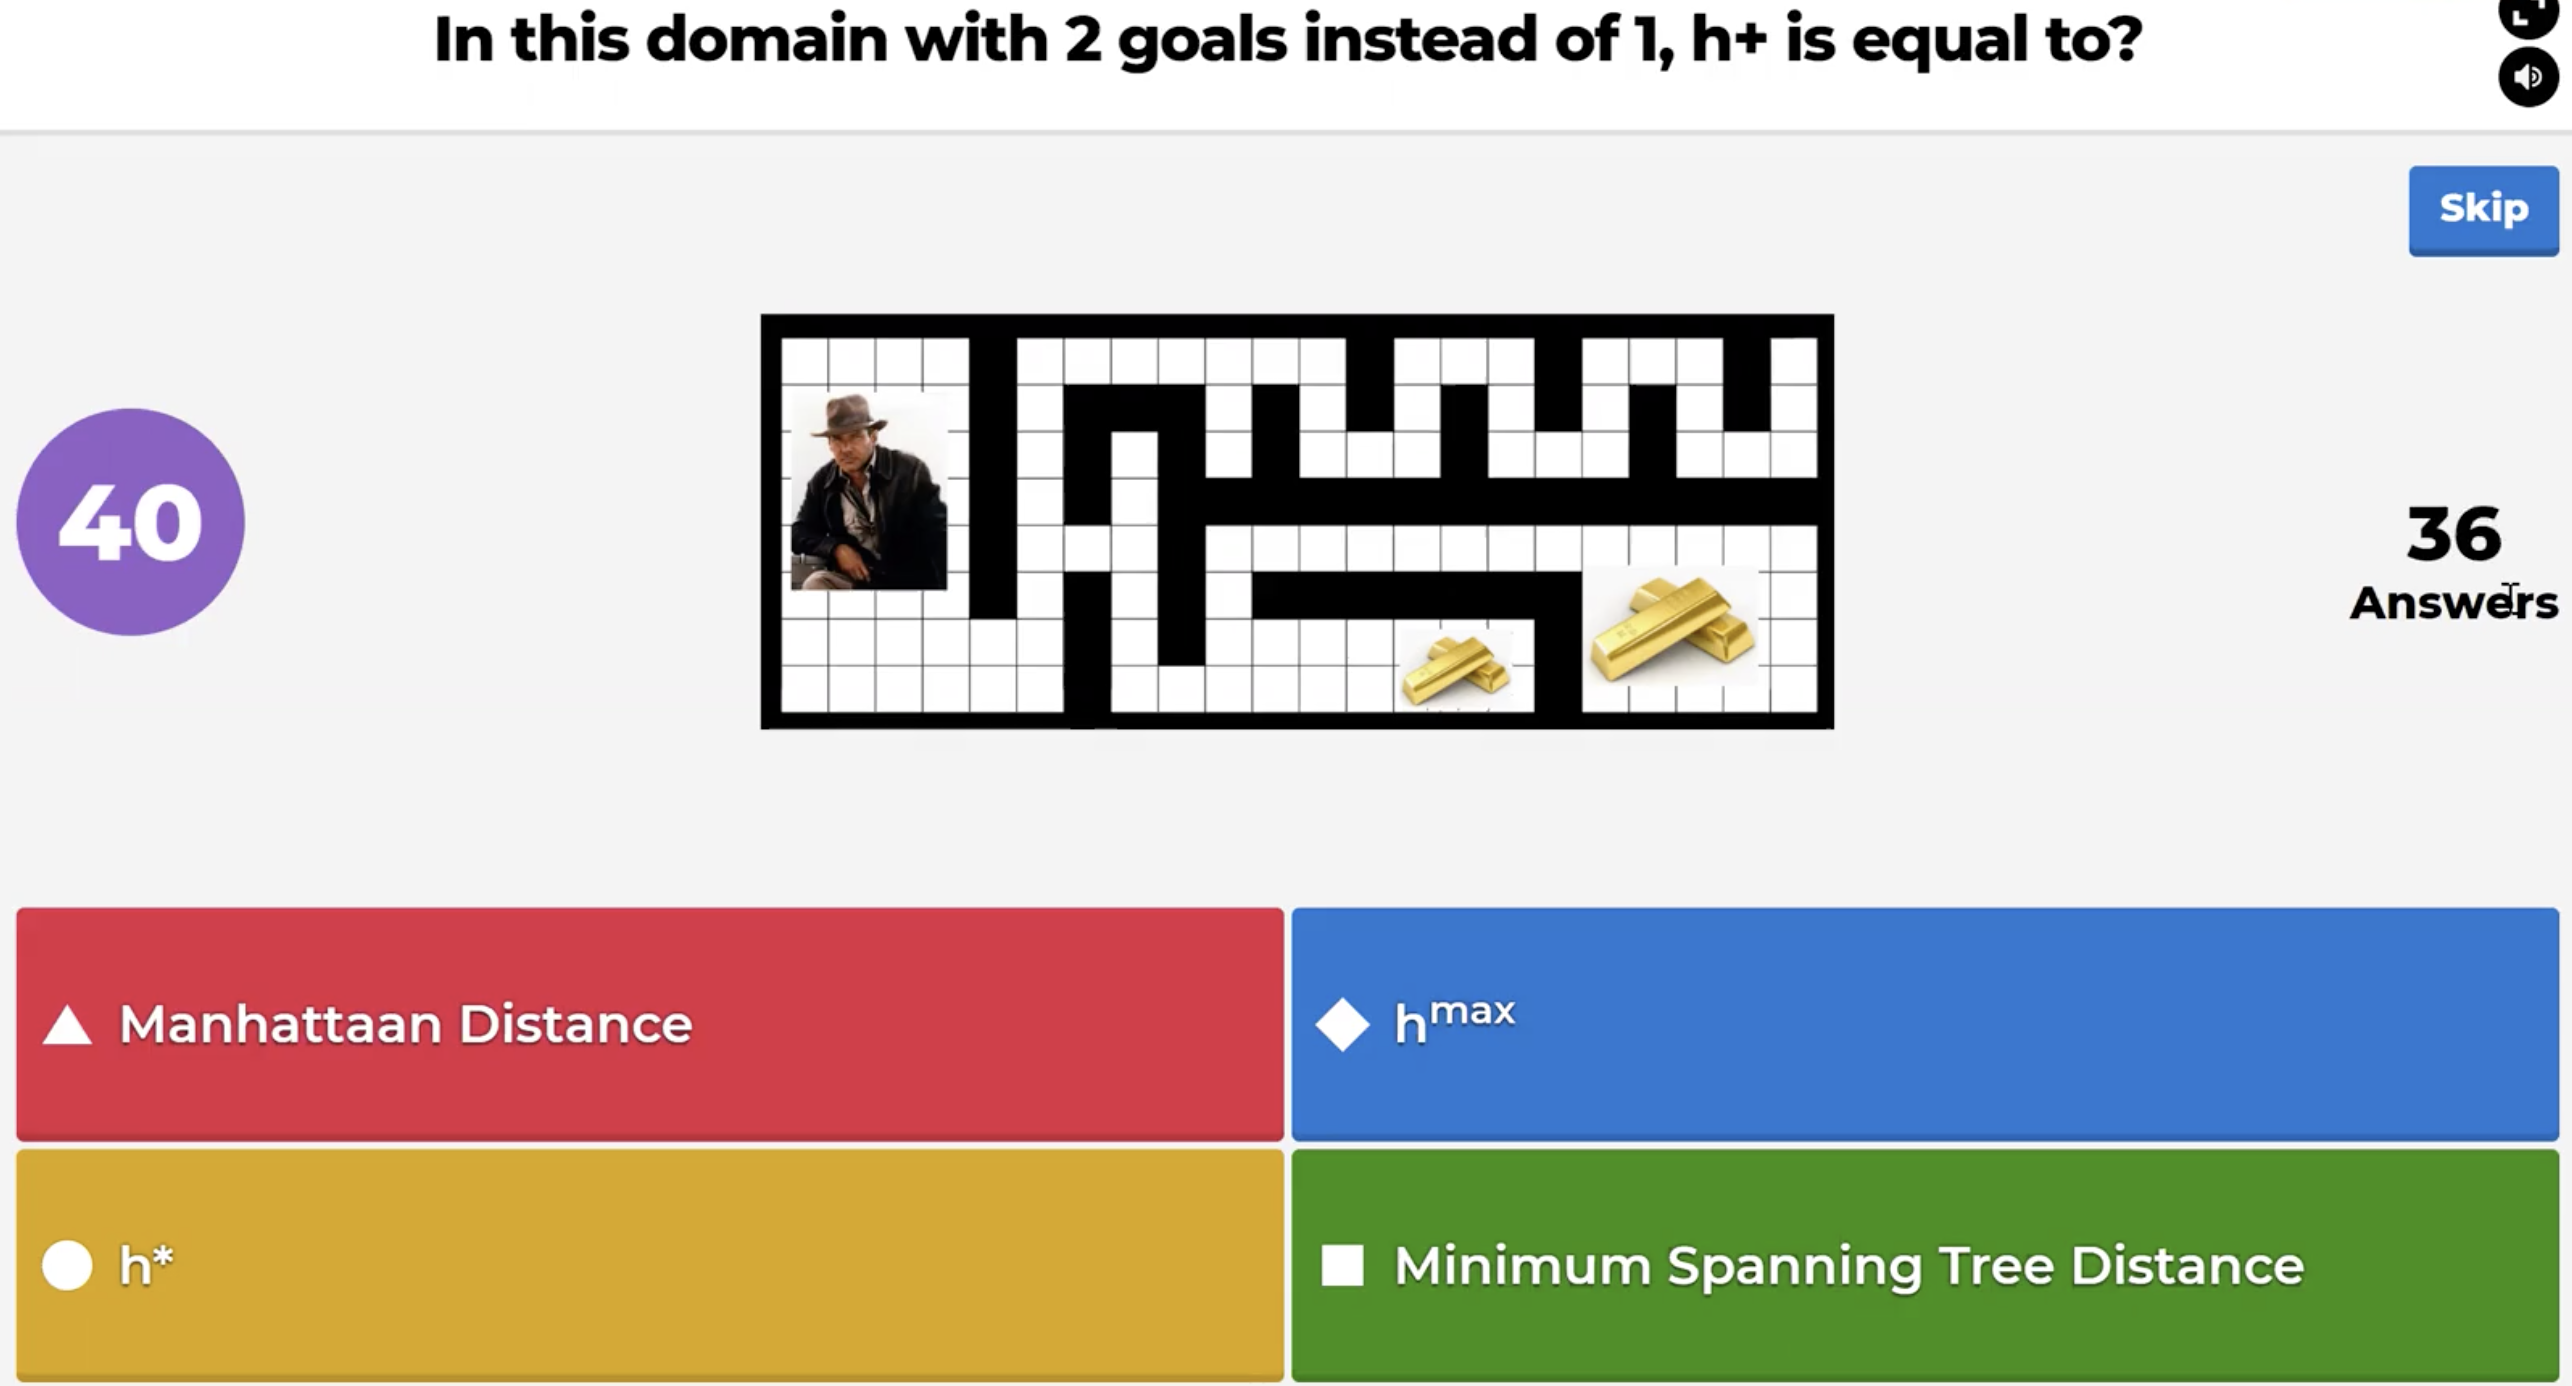 In this domain with 2 goals instead of 1, h+ is equal to?
Skip
40
36
Answers
Manhattaan Distance
hmax
h*
Minimum Spanning Tree Distance